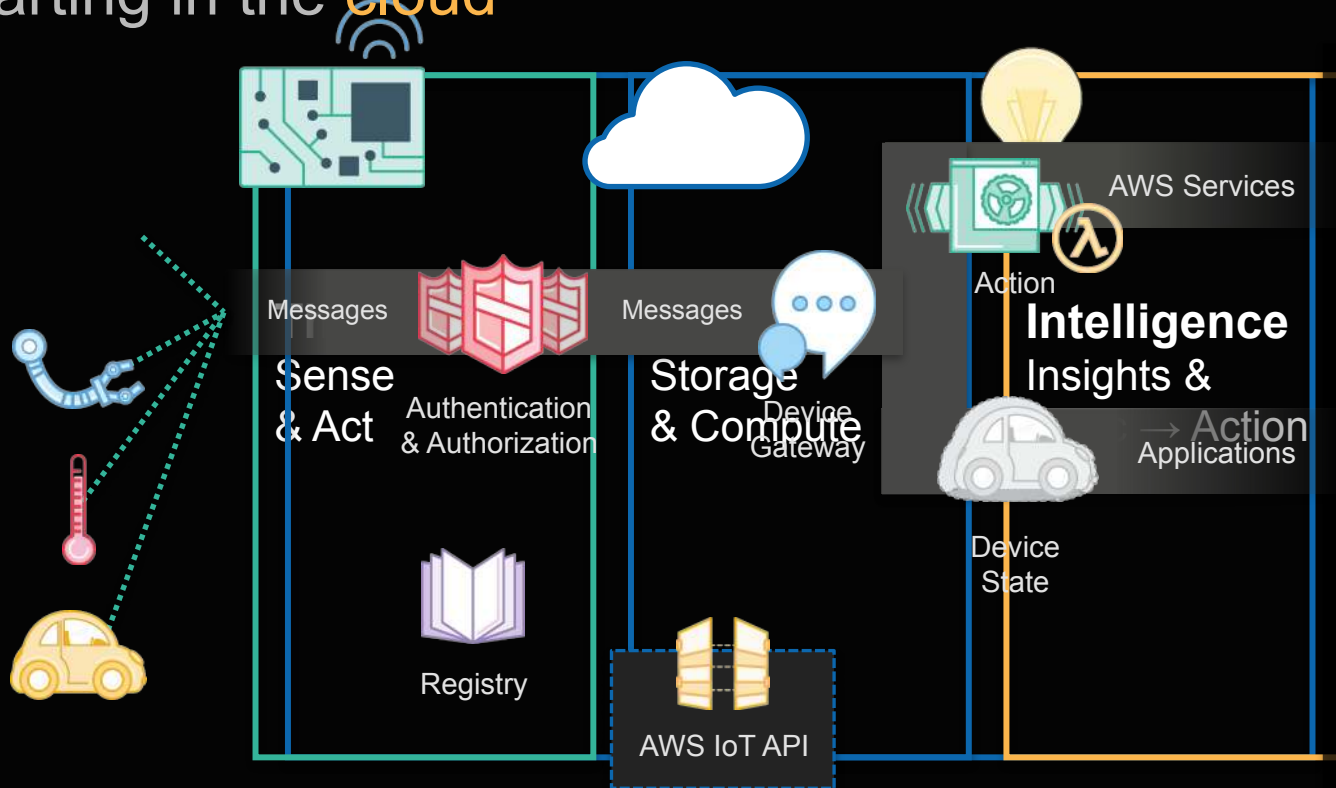 arting in the cloud
AWS Services
Messages
Messages
Action
Intelligence
Sense
& Act
Storage
& Compute
Insights &
→ Action
Authentication
& Authorization
Device
Gateway
Applications
Device
State
Registry
AWS IoT API